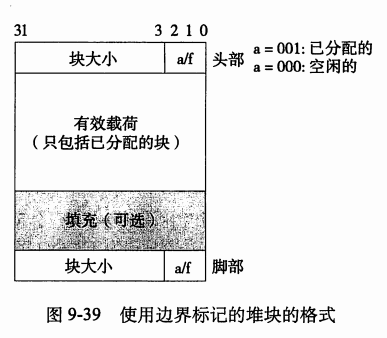 31 3 2 1 0
块大小 a/f 头部 a = 001: 已分配的
a = 000: 空闲的
有效载荷
（只包括已分配的块）
填充（可选）
块大小 a/f 脚部
图 9-39 使用边界标记的堆块的格式